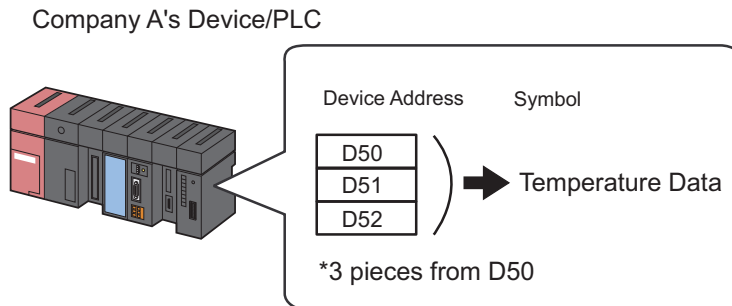 Company A's Device/PLC
Device Address Symbol
D50
D51
D52
Temperature Data
*3 pieces from D50